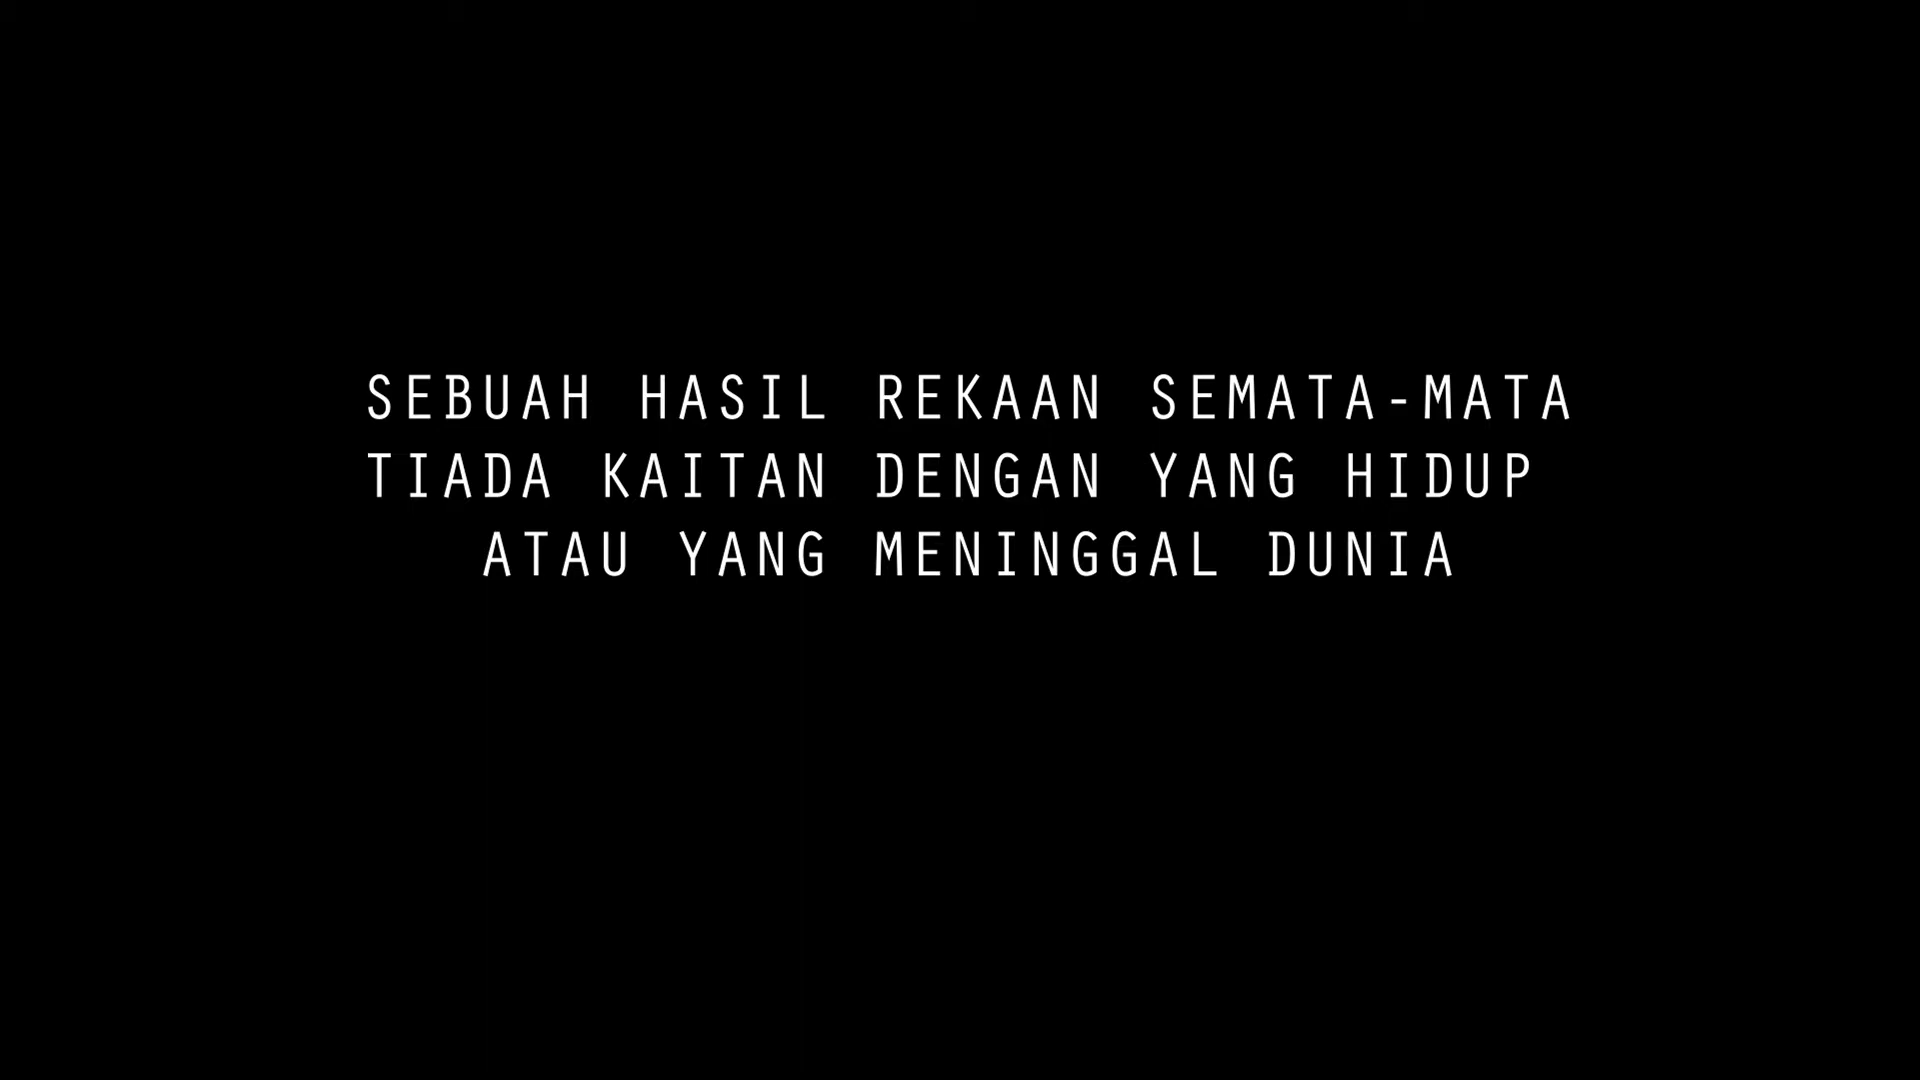 SEBUAH HASIL REKAAN SEMATA-MATA
TIADA KAITAN DENGAN YANG HIDUP
ATAU YANG MENINGGAL DUNIA